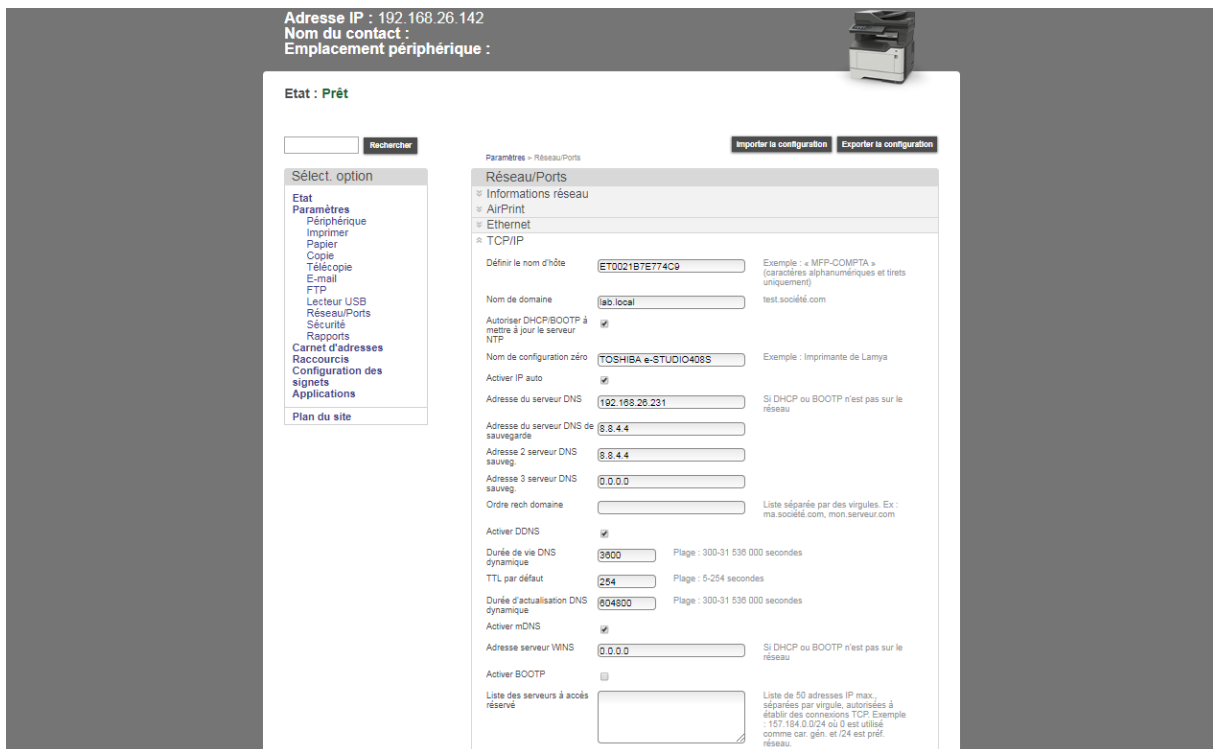 Adresse IP : 192.168.26.142
Nom du contact :
Emplacement périphérique :
Etat : Prêt
Rechercher
Importer la configuration
Exporter la configuration
Paramètres > Réseau/Ports
Sélect. option
Etat
Paramètres
Périphérique
Imprimer
Papier
Copie
Télécopie
E-mail
FTP
Lecteur USB
Réseau/Ports
Sécurité
Rapports
Carnet d'adresses
Raccourcis
Configuration des
signets
Applications
Plan du site
Réseau/Ports
Informations réseau
AirPrint
Ethernet
TCP/IP
Définir le nom d'hôte
ET0021B7E774C9
Exemple : « MFP-COMPTA »
(caractères alphanumériques et tirets
uniquement)
Nom de domaine
lab.local
test.société.com
Autoriser DHCP/BOOTP à
mettre à jour le serveur
NTP
Nom de configuration zéro
TOSHIBA e-STUDIO408S
Exemple : Imprimante de Lamya
Activer IP auto
Adresse du serveur DNS
192.168.26.231
Si DHCP ou BOOTP n'est pas sur le
réseau
Adresse du serveur DNS de
sauvegarde
8.8.4.4
Adresse 2 serveur DNS
sauveg.
8.8.4.4
Adresse 3 serveur DNS
sauveg.
0.0.0.0
Ordre rech domaine
Liste séparée par des virgules. Ex :
ma.société.com, mon.serveur.com
Activer DDNS
Durée de vie DNS
dynamique
3600
Plage : 300-31 536 000 secondes
TTL par défaut
254
Plage : 5-254 secondes
Durée d'actualisation DNS
dynamique
604800
Plage : 300-31 536 000 secondes
Activer mDNS
Adresse serveur WINS
0.0.0.0
Si DHCP ou BOOTP n'est pas sur le
réseau
Activer BOOTP
Liste des serveurs à accès
réservé
Liste de 50 adresses IP max.,
séparées par virgule, autorisées à
établir des connexions TCP. Exemple
: 157.184.0.0/24 où 0 est utilisé
comme car. gén. et /24 est préf.
réseau.